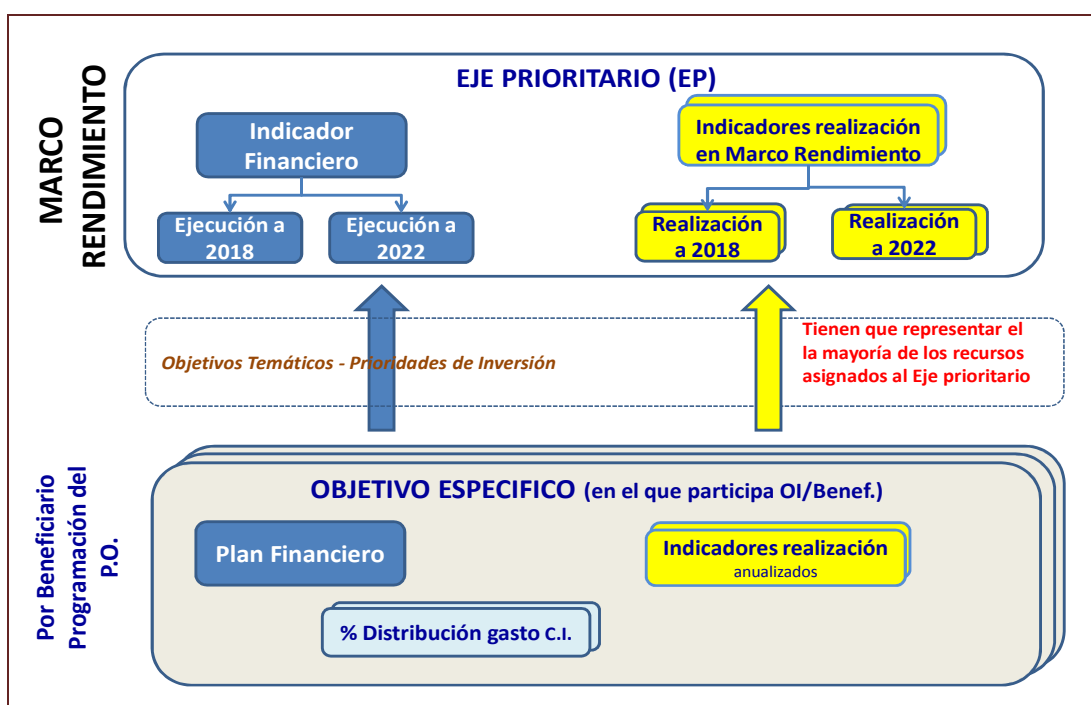 MARCO
RENDIMIENTO
EJE PRIORITARIO (EP)
Indicador
Financiero
Ejecución a
2018
Ejecución a
2022
Indicadores realización
en Marco Rendimiento
Realización
a 2018
Realización
a 2022
Objetivos Temáticos - Prioridades de Inversión
Tienen que representar el
la mayoría de los recursos
asignados al Eje prioritario
Por Beneficiario
Programación del
P.O.
OBJETIVO ESPECIFICO (en el que participa OI/Benef.)
Plan Financiero
Indicadores realización
anualizados
% Distribución gasto C.I.